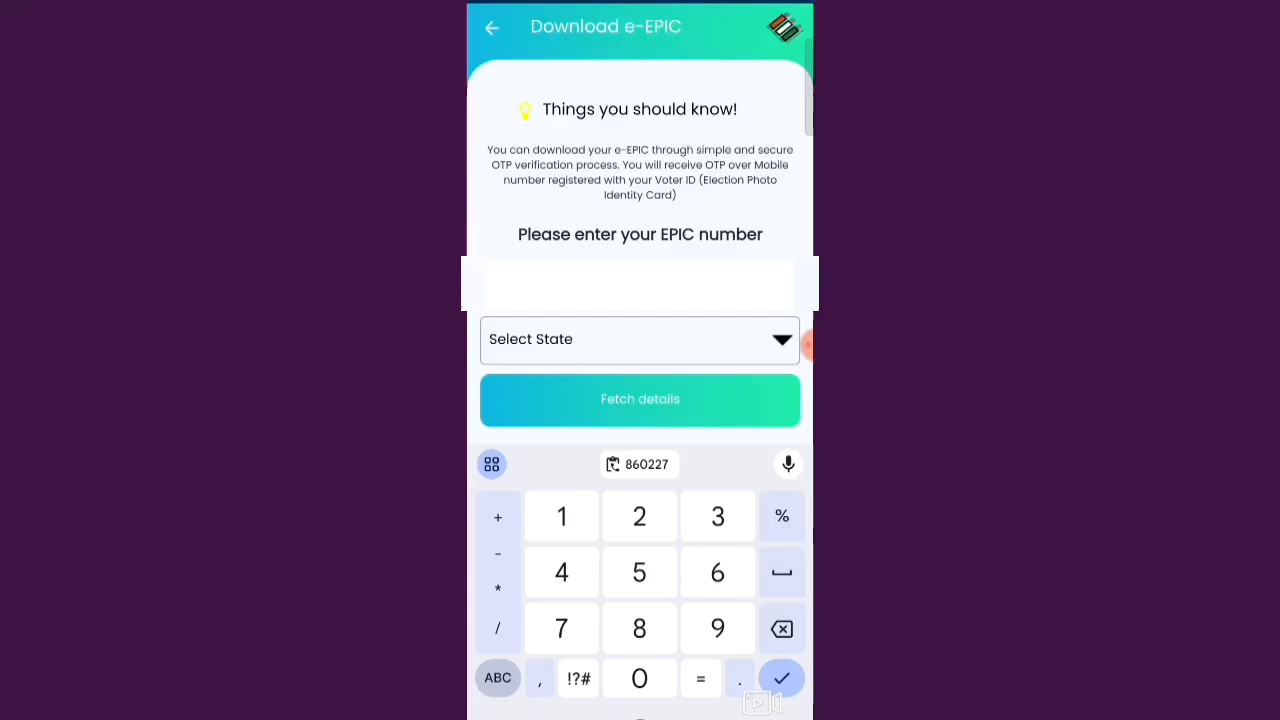 Download e-EPIC
Things you should know!
You can download your e-EPIC through simple and secure
OTP verification process. You will receive OTP over Mobile
number registered with your Voter ID (Election Photo
Identity Card)
Please enter your EPIC number
Select State
Fetch details
860227
+ 1 2 3 %
- 4 5 6
*
/ 7 8 9
ABC , !?# 0 = .